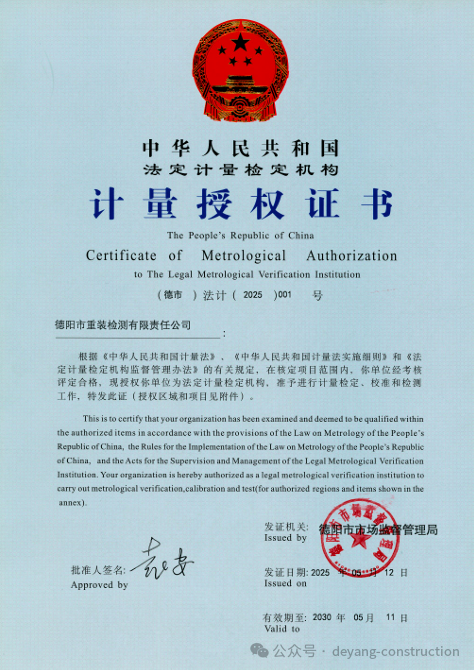 中华人民共和国
法定计量检定机构
计量授权证书
The People's Republic of China
Certificate of Metrological Authorization
to The Legal Metrological Verification Institution
(德市)法计(2025)001 号
德阳市重装检测有限责任公司:
根据《中华人民共和国计量法》、《中华人民共和国计量法实施细则》和《法
定计量检定机构监督管理办法》的有关规定,在核定项目范围内,你单位经考核
评定合格,现授权你单位为法定计量检定机构,准予进行计量检定、校准和检测
工作,特发此证(授权区域和项目见附件)。
This is to certify that your organization has been examined and deemed to be qualified within
the authorized items in accordance with the provisions of the Law on Metrology of the People's
Republic of China, the Rules for the Implementation of the Law on Metrology of the People's Republic
of China, and the Acts for the Supervision and Management of the Legal Metrological Verification
Institution. Your organization is hereby authorized as a legal metrological verification institution to
carry out metrological verification,calibration and test(for authorized regions and items shown in the
annex).
发证机关: 德阳市市场监督管理局
Issued by
德阳市市场监督管理局
批准人签名:
Approved by
发证日期: 2025 年 05 月 12 日
Issued on
有效期至: 2030 年 05 月 11 日
Valid to
公众号 · deyang-construction